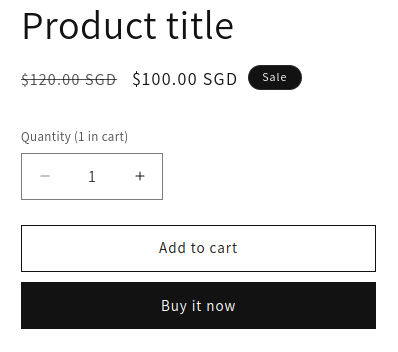 Product title
$120.00 SGD $100.00 SGD Sale
Quantity (1 in cart)
− 1 +
Add to cart
Buy it now